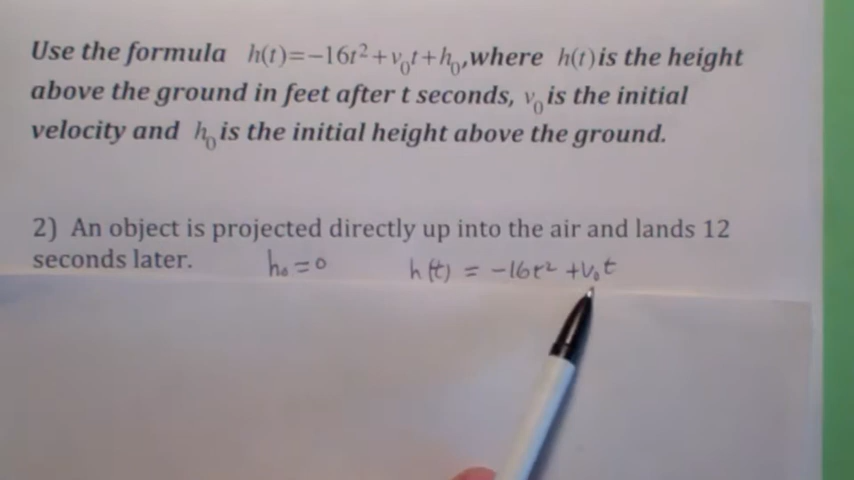 Use the formula h(t)=−16t²+v₀t+h₀,where h(t) is the height
above the ground in feet after t seconds, v₀ is the initial
velocity and h₀ is the initial height above the ground.
2) An object is projected directly up into the air and lands 12
seconds later. h₀ = 0 h(t) = −16t² + v₀t